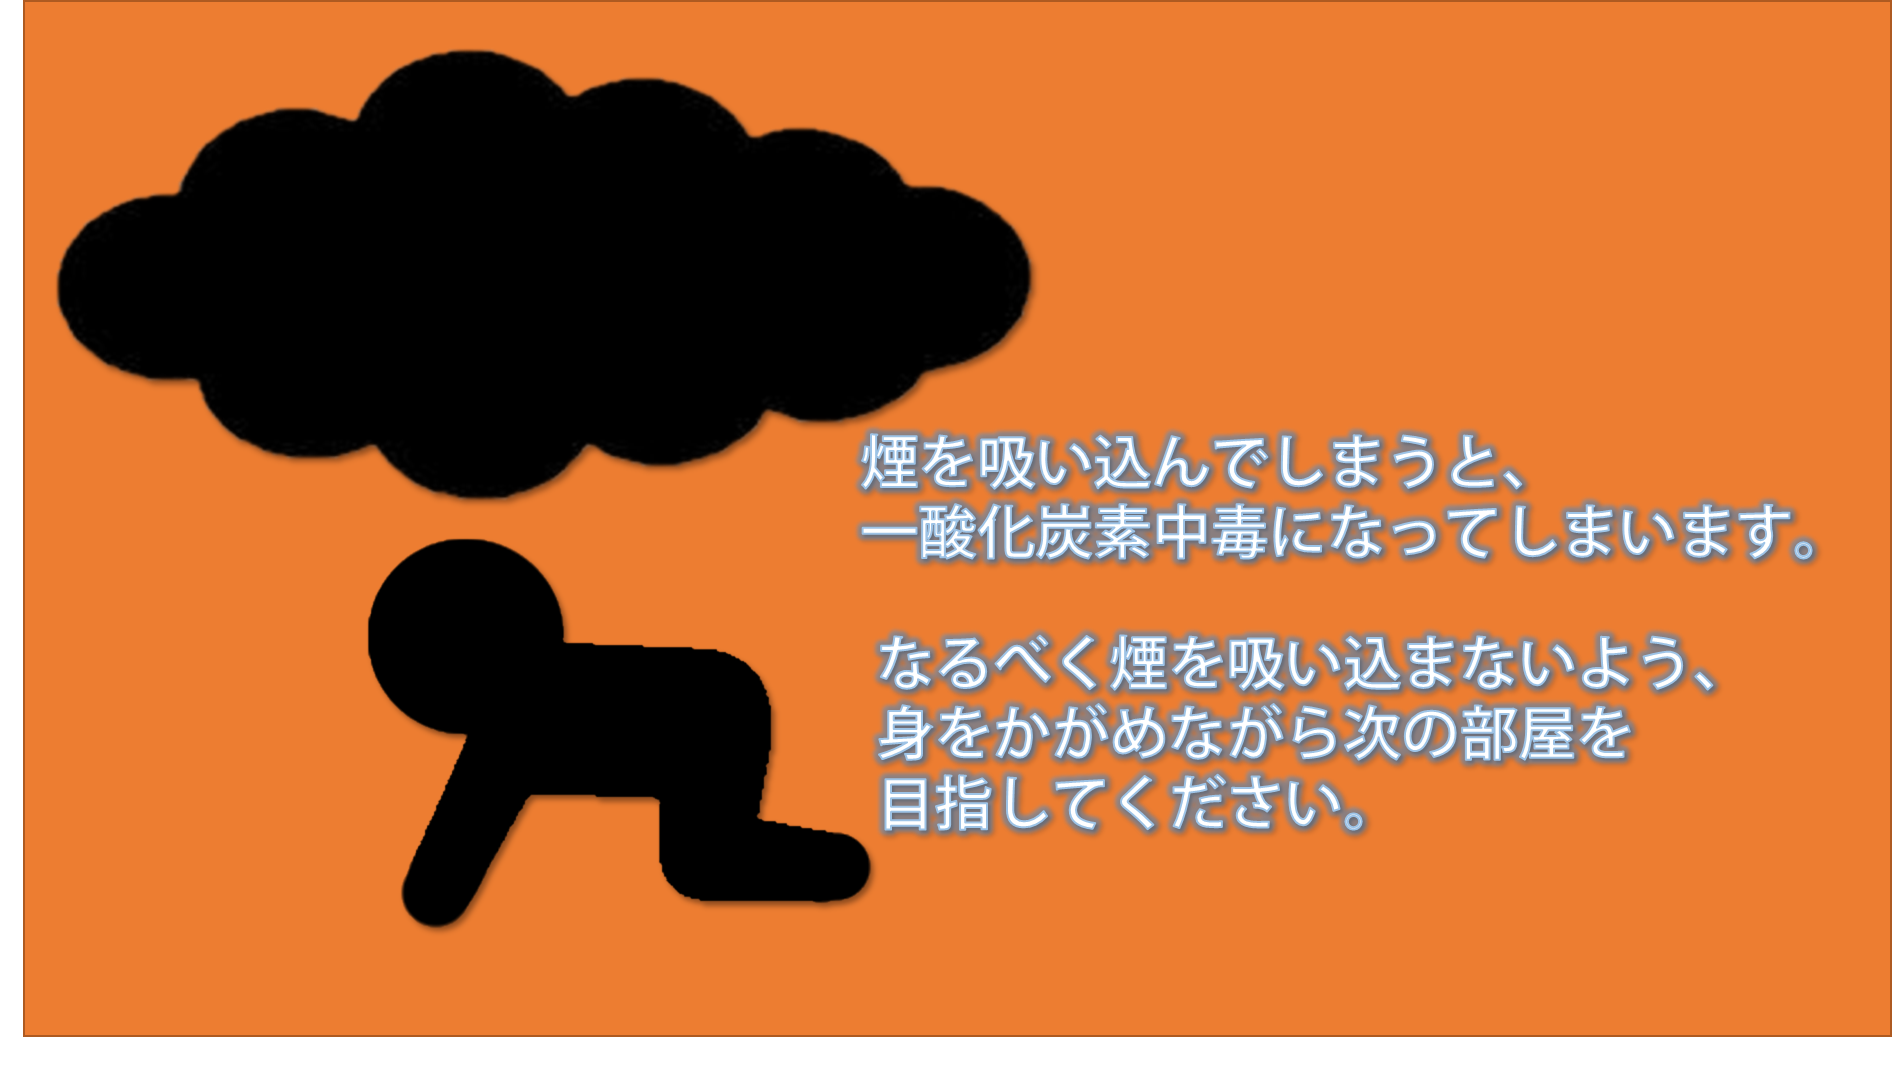 煙を吸い込んでしまうと、
一酸化炭素中毒になってしまいます。
なるべく煙を吸い込まないよう、
身をかがめながら次の部屋を
目指してください。